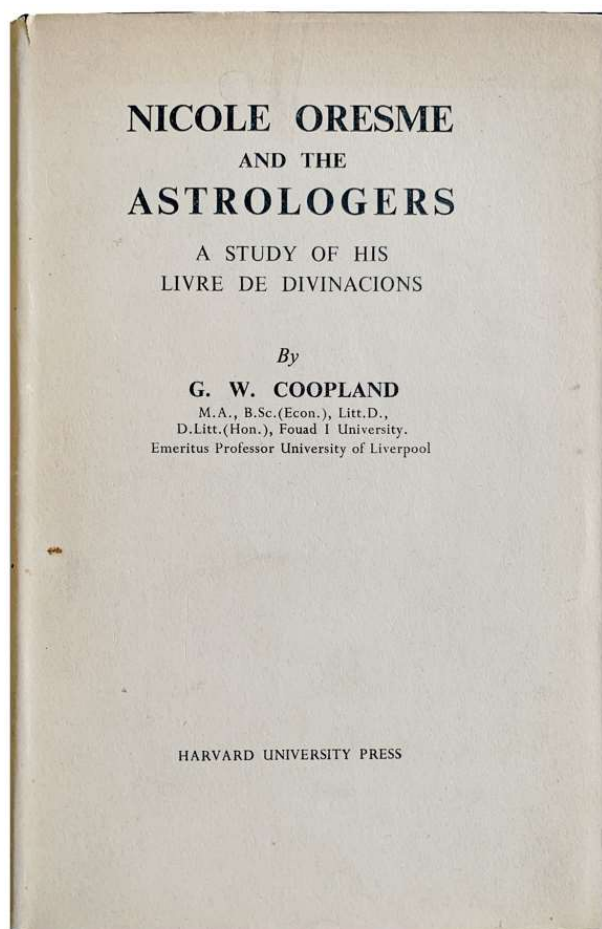 NICOLE ORESME
AND THE
ASTROLOGERS
A STUDY OF HIS
LIVRE DE DIVINACIONS
By
G. W. COOPLAND
M.A., B.Sc.(Econ.), Litt.D.,
D.Litt.(Hon.), Fouad I University.
Emeritus Professor University of Liverpool
HARVARD UNIVERSITY PRESS